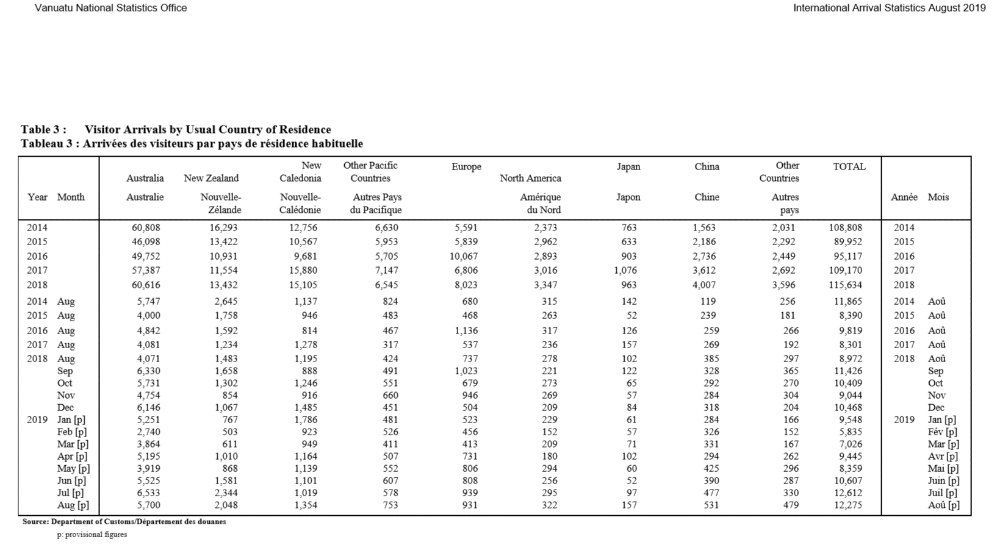 Vanuatu National Statistics Office International Arrival Statistics August 2019
Table 3 : Visitor Arrivals by Usual Country of Residence
Tableau 3 : Arrivées des visiteurs par pays de résidence habituelle
New Other Pacific Europe Japan China Other TOTAL
Australia New Zealand Caledonia Countries North America Countries
Year Month Australie Nouvelle- Nouvelle- Autres Pays Amérique Japon Chine Autres Année Mois
Zélande Calédonie du Pacifique du Nord pays
2014 60,808 16,293 12,756 6,630 5,591 2,373 763 1,563 2,031 108,808 2014
2015 46,098 13,422 10,567 5,953 5,839 2,962 633 2,186 2,292 89,952 2015
2016 49,752 10,931 9,681 5,705 10,067 2,893 903 2,736 2,449 95,117 2016
2017 57,387 11,554 15,880 7,147 6,806 3,016 1,076 3,612 2,692 109,170 2017
2018 60,616 13,432 15,105 6,545 8,023 3,347 963 4,007 3,596 115,634 2018
2014 Aug 5,747 2,645 1,137 824 680 315 142 119 256 11,865 2014 Aoû
2015 Aug 4,000 1,758 946 483 468 263 52 239 181 8,390 2015 Aoû
2016 Aug 4,842 1,592 814 467 1,136 317 126 259 266 9,819 2016 Aoû
2017 Aug 4,081 1,234 1,278 317 537 236 157 269 192 8,301 2017 Aoû
2018 Aug 4,071 1,483 1,195 424 737 278 102 385 297 8,972 2018 Aoû
Sep 6,330 1,658 888 491 1,023 221 122 328 365 11,426 Sep
Oct 5,731 1,302 1,246 551 679 273 65 292 270 10,409 Oct
Nov 4,754 854 916 660 946 269 57 284 304 9,044 Nov
Dec 6,146 1,067 1,485 451 504 209 84 318 204 10,468 Dec
2019 Jan [p] 5,251 767 1,786 481 523 229 61 284 166 9,548 2019 Jan [p]
Feb [p] 2,740 503 923 526 456 152 57 326 152 5,835 Fév [p]
Mar [p] 3,864 611 949 411 413 209 71 331 167 7,026 Mar [p]
Apr [p] 5,195 1,010 1,164 507 731 180 102 294 262 9,445 Avr [p]
May [p] 3,919 868 1,139 552 806 294 60 425 296 8,359 Mai [p]
Jun [p] 5,525 1,581 1,101 607 808 256 52 390 287 10,607 Juin [p]
Jul [p] 6,533 2,344 1,019 578 939 295 97 477 330 12,612 Juil [p]
Aug [p] 5,700 2,048 1,354 753 931 322 157 531 479 12,275 Aoû [p]
Source: Department of Customs/Département des douanes
p: provisional figures